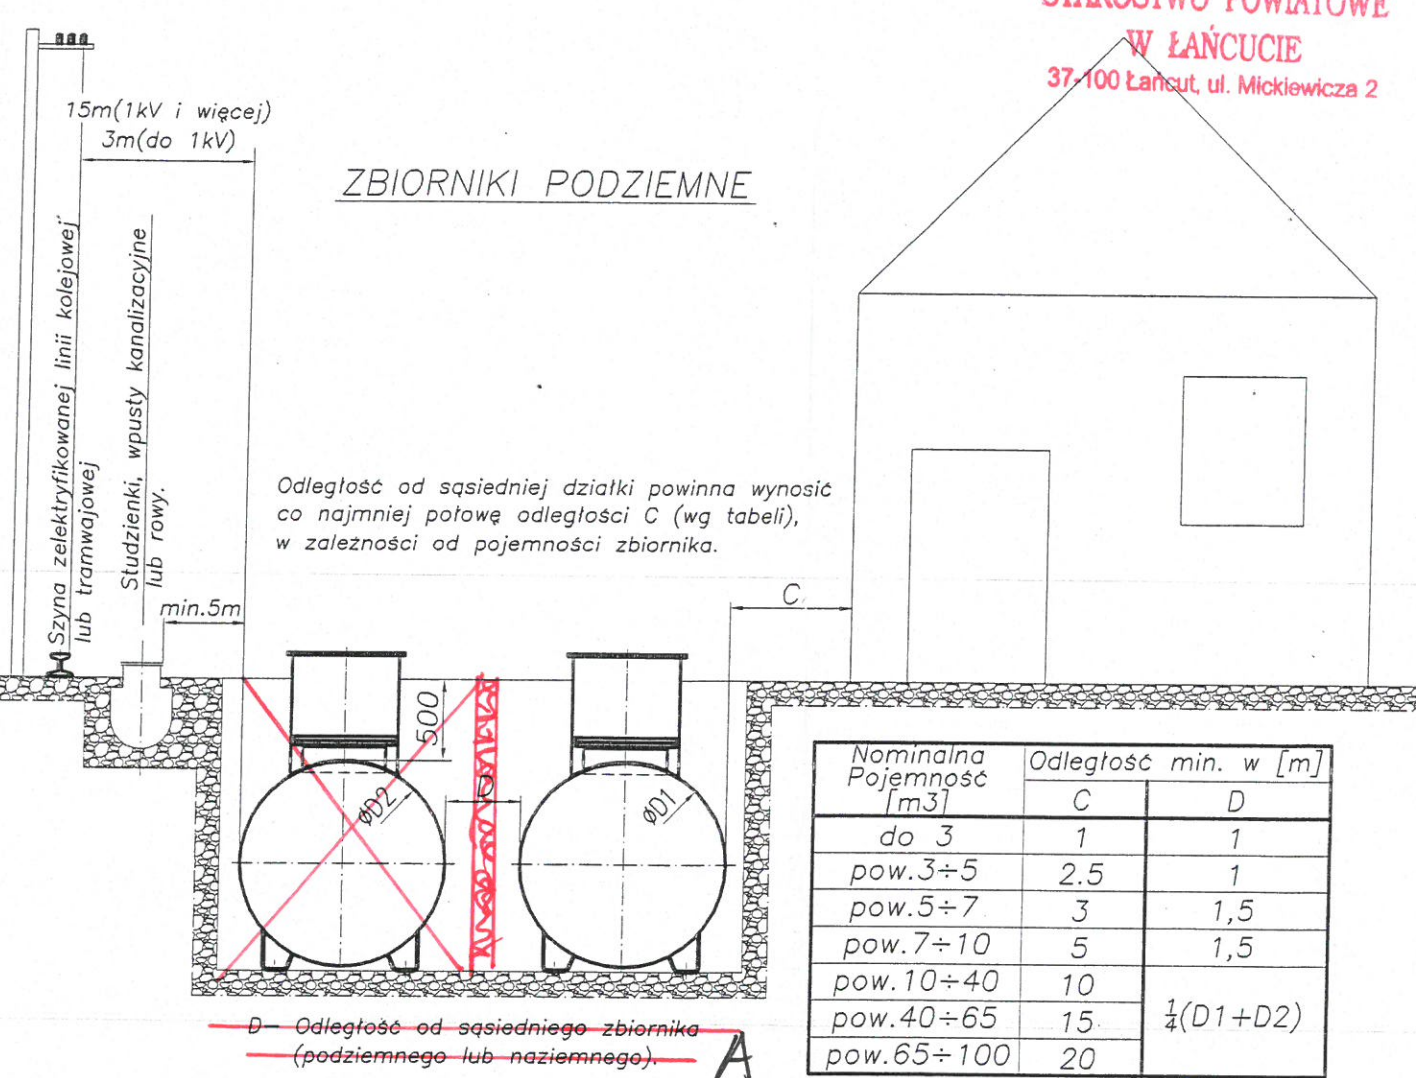 STAROSTWO POWIATOWE
W ŁAŃCUCIE
37-100 Łańcut, ul. Mickiewicza 2
15m(1kV i więcej)
3m(do 1kV)
ZBIORNIKI PODZIEMNE
Szyna zelektryfikowanej linii kolejowej
lub tramwajowej
Studzienki, wpusty kanalizacyjne
lub rowy.
Odległość od sąsiedniej działki powinna wynosić
co najmniej połowę odległości C (wg tabeli),
w zależności od pojemności zbiornika.
min.5m
C
500
D
øD2
øD1
Nominalna Pojemność [m3]
Odległość min. w [m]
C D
do 3 1 1
pow.3÷5 2.5 1
pow.5÷7 3 1,5
pow.7÷10 5 1,5
pow.10÷40 10
pow.40÷65 15 ¼(D1+D2)
pow.65÷100 20
D– Odległość od sąsiedniego zbiornika
(podziemnego lub naziemnego).
A